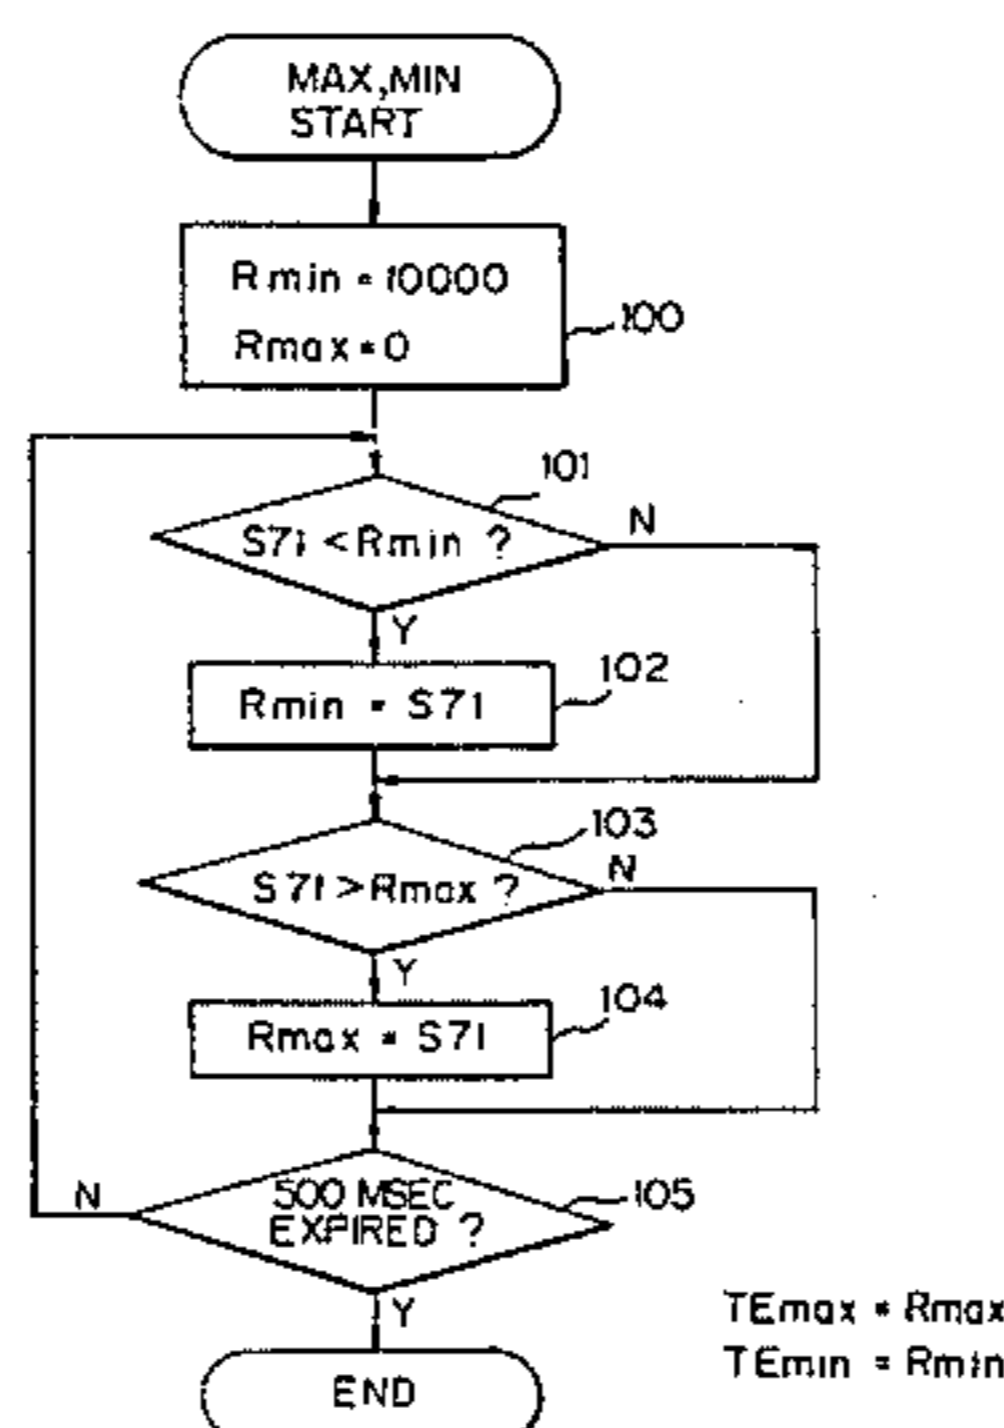 MAX,MIN
START
Rmin = 10000
Rmax = 0
100
101
S71 < Rmin ?
N
Y
102
Rmin = S71
103
S71 > Rmax ?
N
Y
104
Rmax = S71
500 MSEC
EXPIRED ?
105
N
Y
TEmax = Rmax
TEmin = Rmin
END